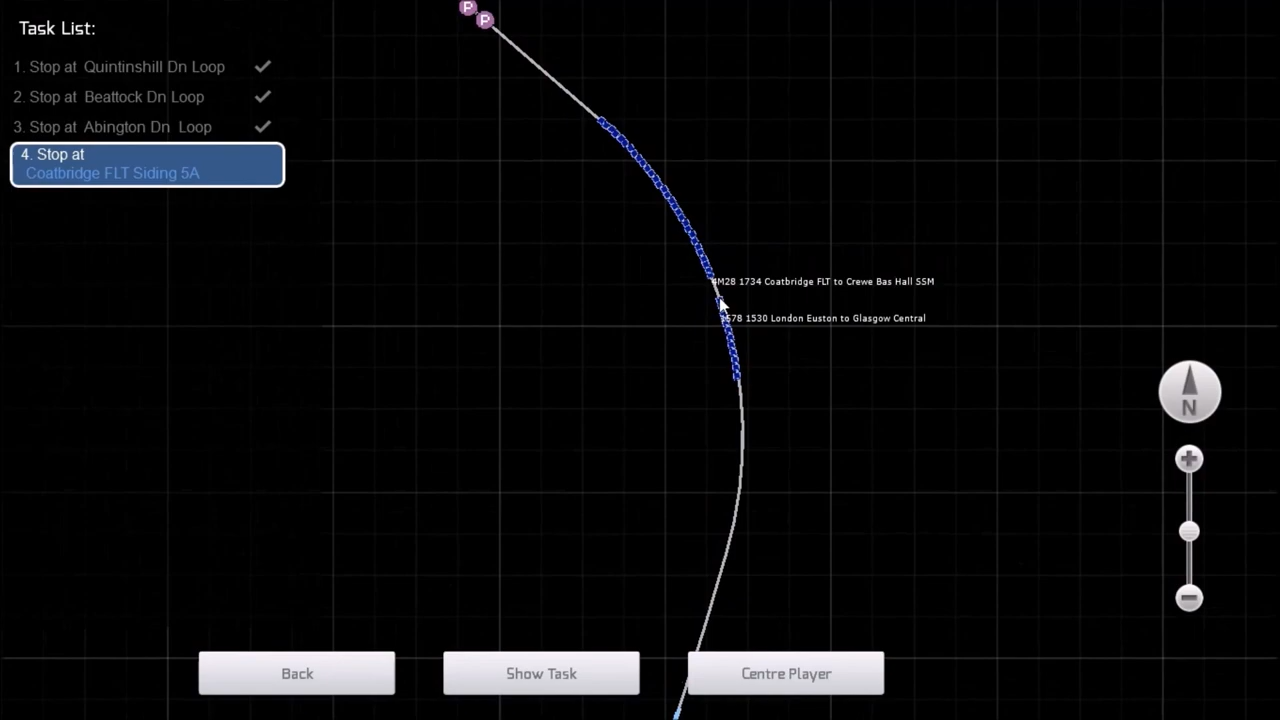 P
P
Task List:
1. Stop at Quintinshill Dn Loop
2. Stop at Beattock Dn Loop
3. Stop at Abington Dn Loop
4. Stop at
Coatbridge FLT Siding 5A
4M28 1734 Coatbridge FLT to Crewe Bas Hall SSM
1530 London Euston to Glasgow Central
N
Back
Show Task
Centre Player